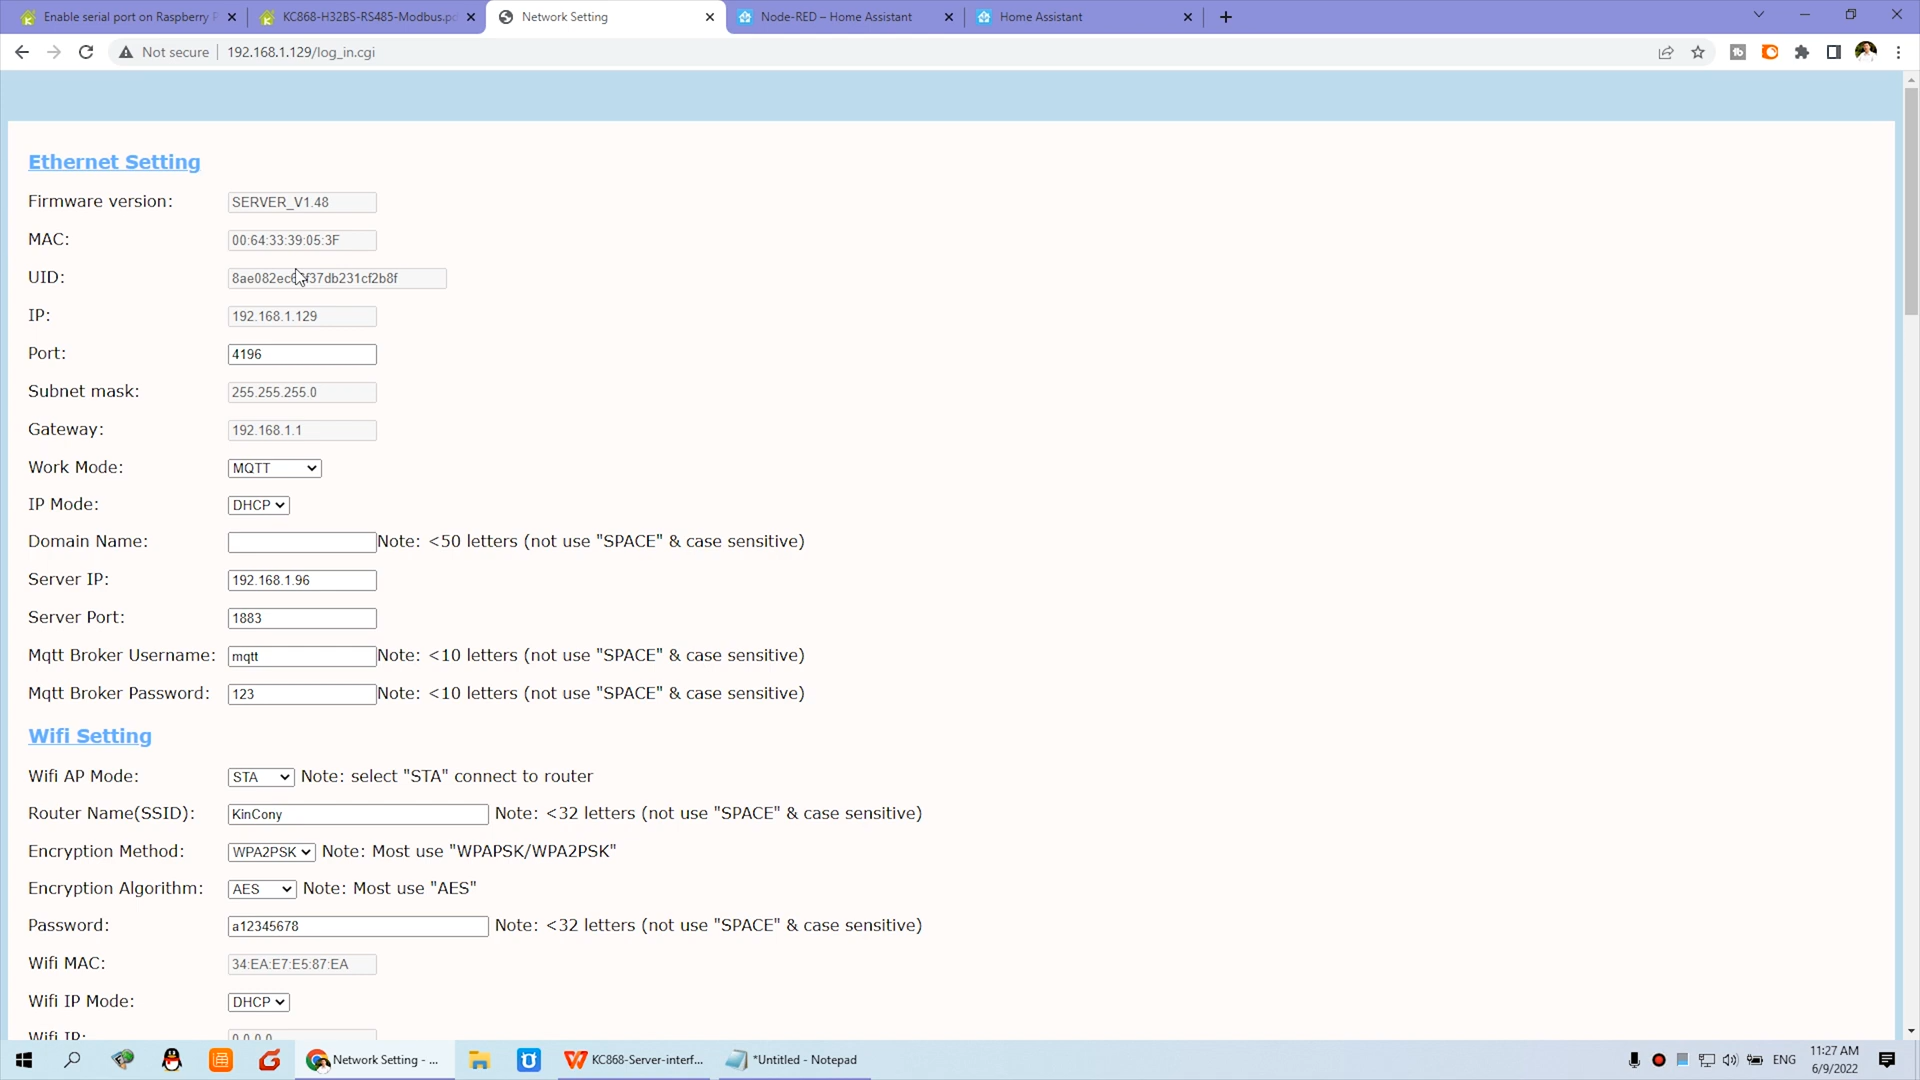 Enable serial port on Raspberry P
KC868-H32BS-RS485-Modbus.pd
Network Setting
Node-RED – Home Assistant
Home Assistant
Not secure
192.168.1.129/log_in.cgi
Ethernet Setting
Firmware version: SERVER_V1.48
MAC: 00:64:33:39:05:3F
UID:
IP: 192.168.1.129
Port: 4196
Subnet mask: 255.255.255.0
Gateway: 192.168.1.1
Work Mode: MQTT
IP Mode: DHCP
Domain Name: Note: <50 letters (not use "SPACE" & case sensitive)
Server IP: 192.168.1.96
Server Port: 1883
Mqtt Broker Username: mqtt Note: <10 letters (not use "SPACE" & case sensitive)
Mqtt Broker Password: 123 Note: <10 letters (not use "SPACE" & case sensitive)
Wifi Setting
Wifi AP Mode: STA Note: select "STA" connect to router
Router Name(SSID): KinCony Note: <32 letters (not use "SPACE" & case sensitive)
Encryption Method: WPA2PSK Note: Most use "WPAPSK/WPA2PSK"
Encryption Algorithm: AES Note: Most use "AES"
Password: a12345678 Note: <32 letters (not use "SPACE" & case sensitive)
Wifi MAC: 34:EA:E7:E5:87:EA
Wifi IP Mode: DHCP
Wifi IP: 0.0.0.0
Network Setting - ...
KC868-Server-interf...
*Untitled - Notepad
ENG
11:27 AM
6/9/2022